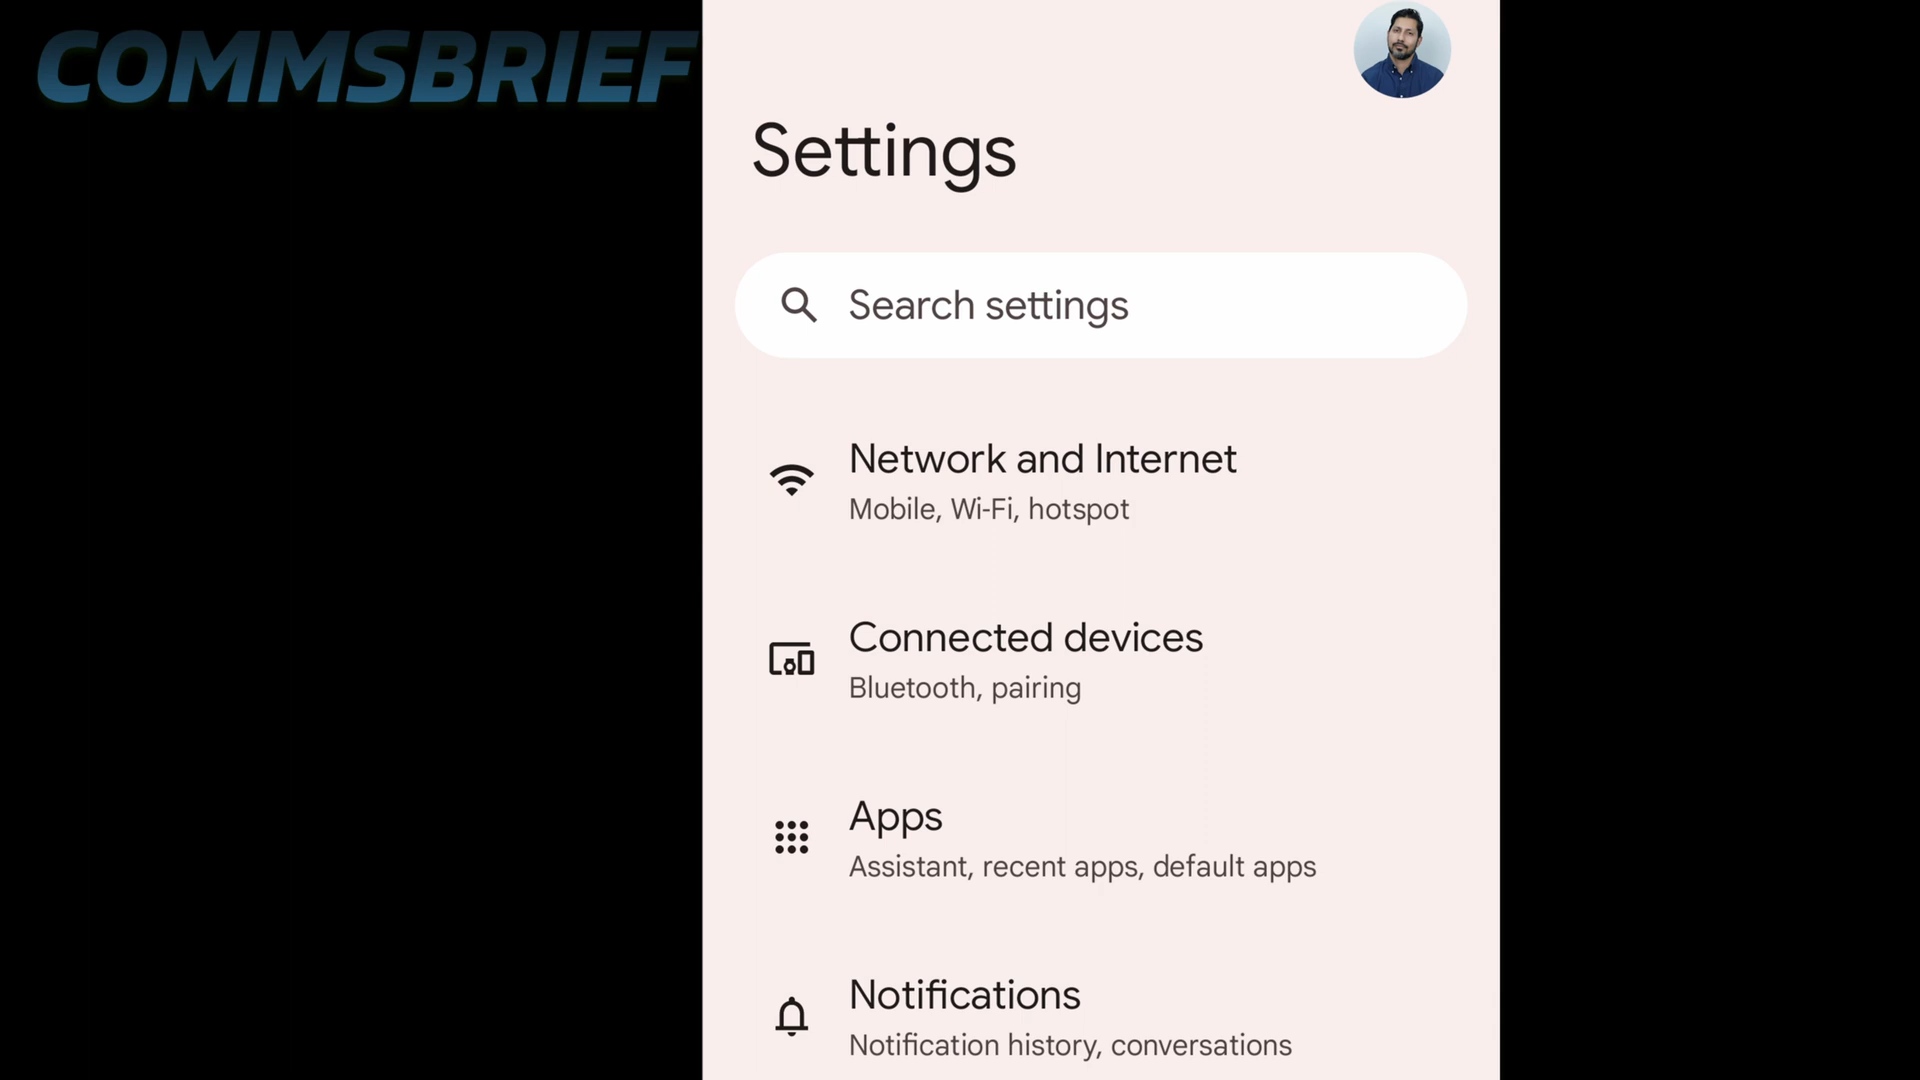 COMMSBRIEF
Settings
Search settings
Network and Internet
Mobile, Wi-Fi, hotspot
Connected devices
Bluetooth, pairing
Apps
Assistant, recent apps, default apps
Notifications
Notification history, conversations